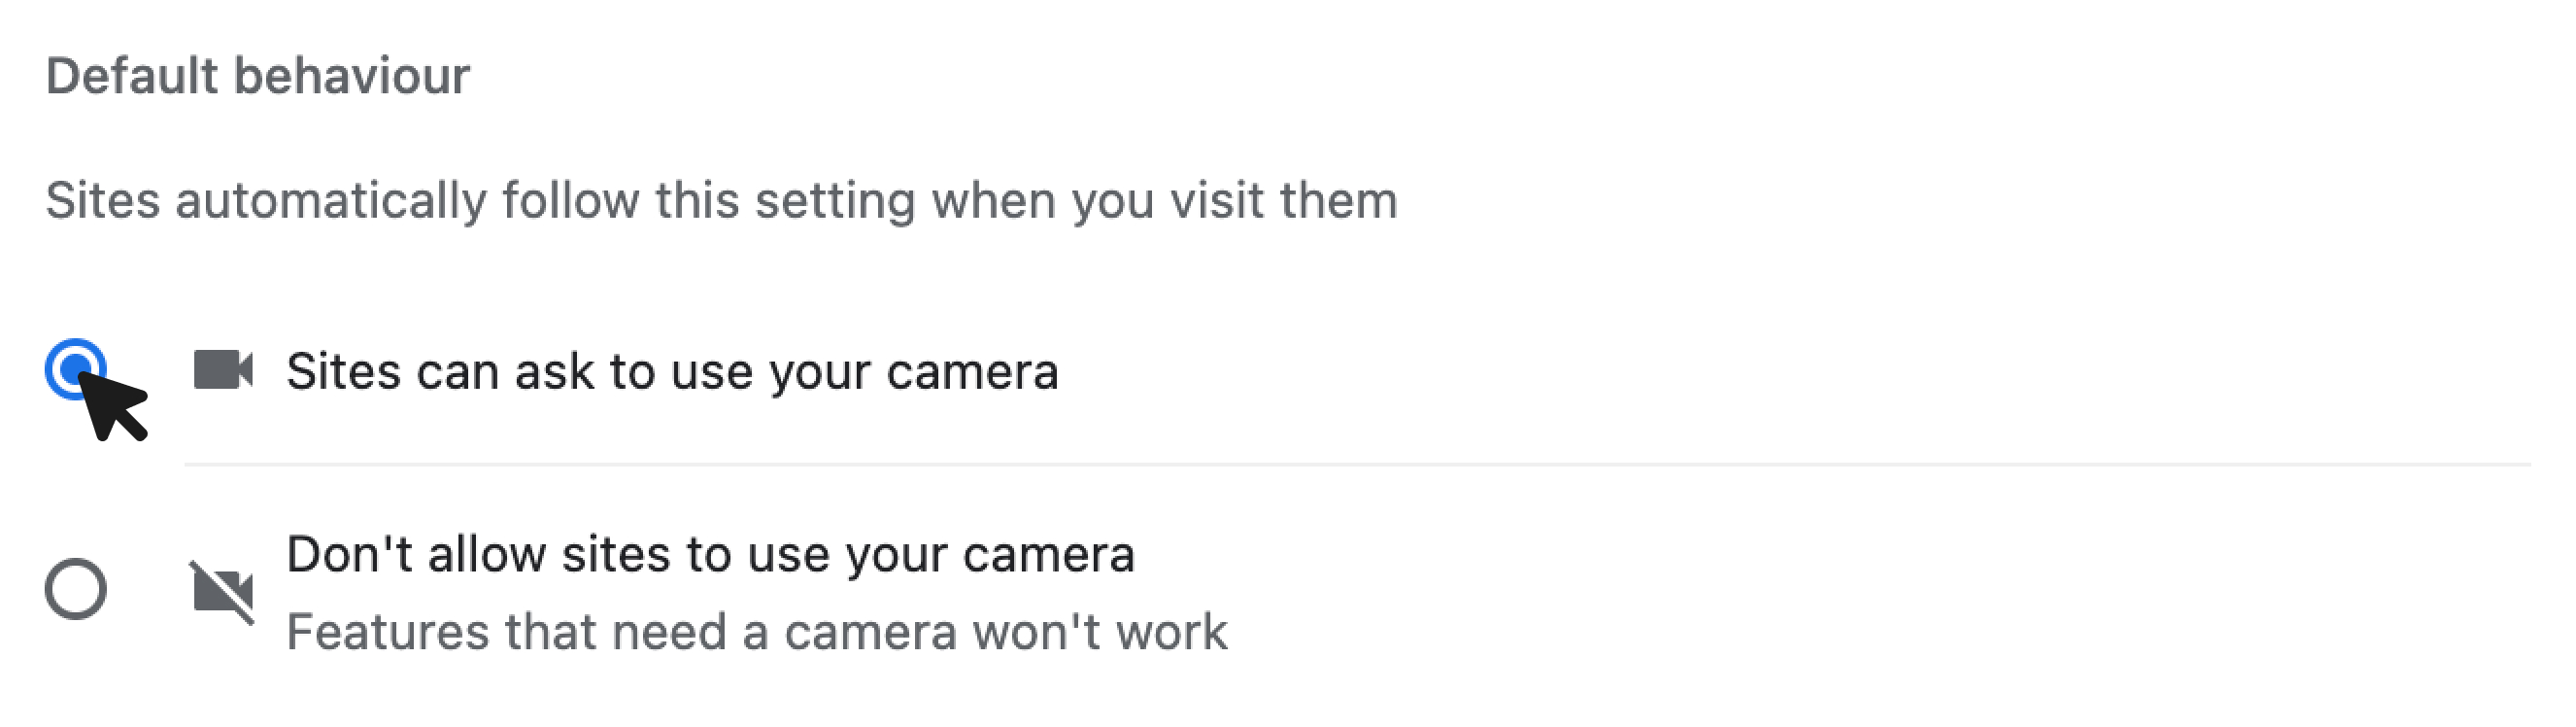 Default behaviour
Sites automatically follow this setting when you visit them
Sites can ask to use your camera
Don't allow sites to use your camera
Features that need a camera won't work